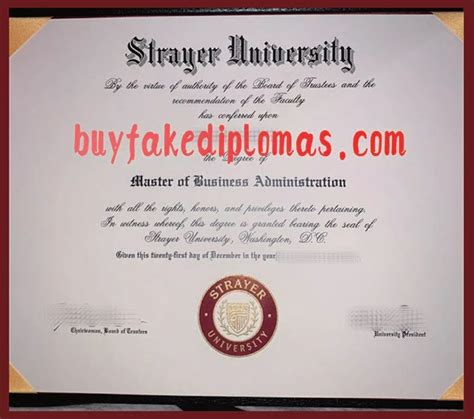 Strayer University
By the virtue of authority of the Board of Trustees and the
recommendation of the Faculty
has conferred upon
buyfakediplomas.com
the Degree of
Master of Business Administration
with all the rights, honors, and privileges thereto pertaining.
In witness whereof, this degree is granted bearing the seal of
Strayer University, Washington, D.C.
Given this twenty-first day of December in the year
STRAYER
UNIVERSITY
Chairwoman, Board of Trustees
University President